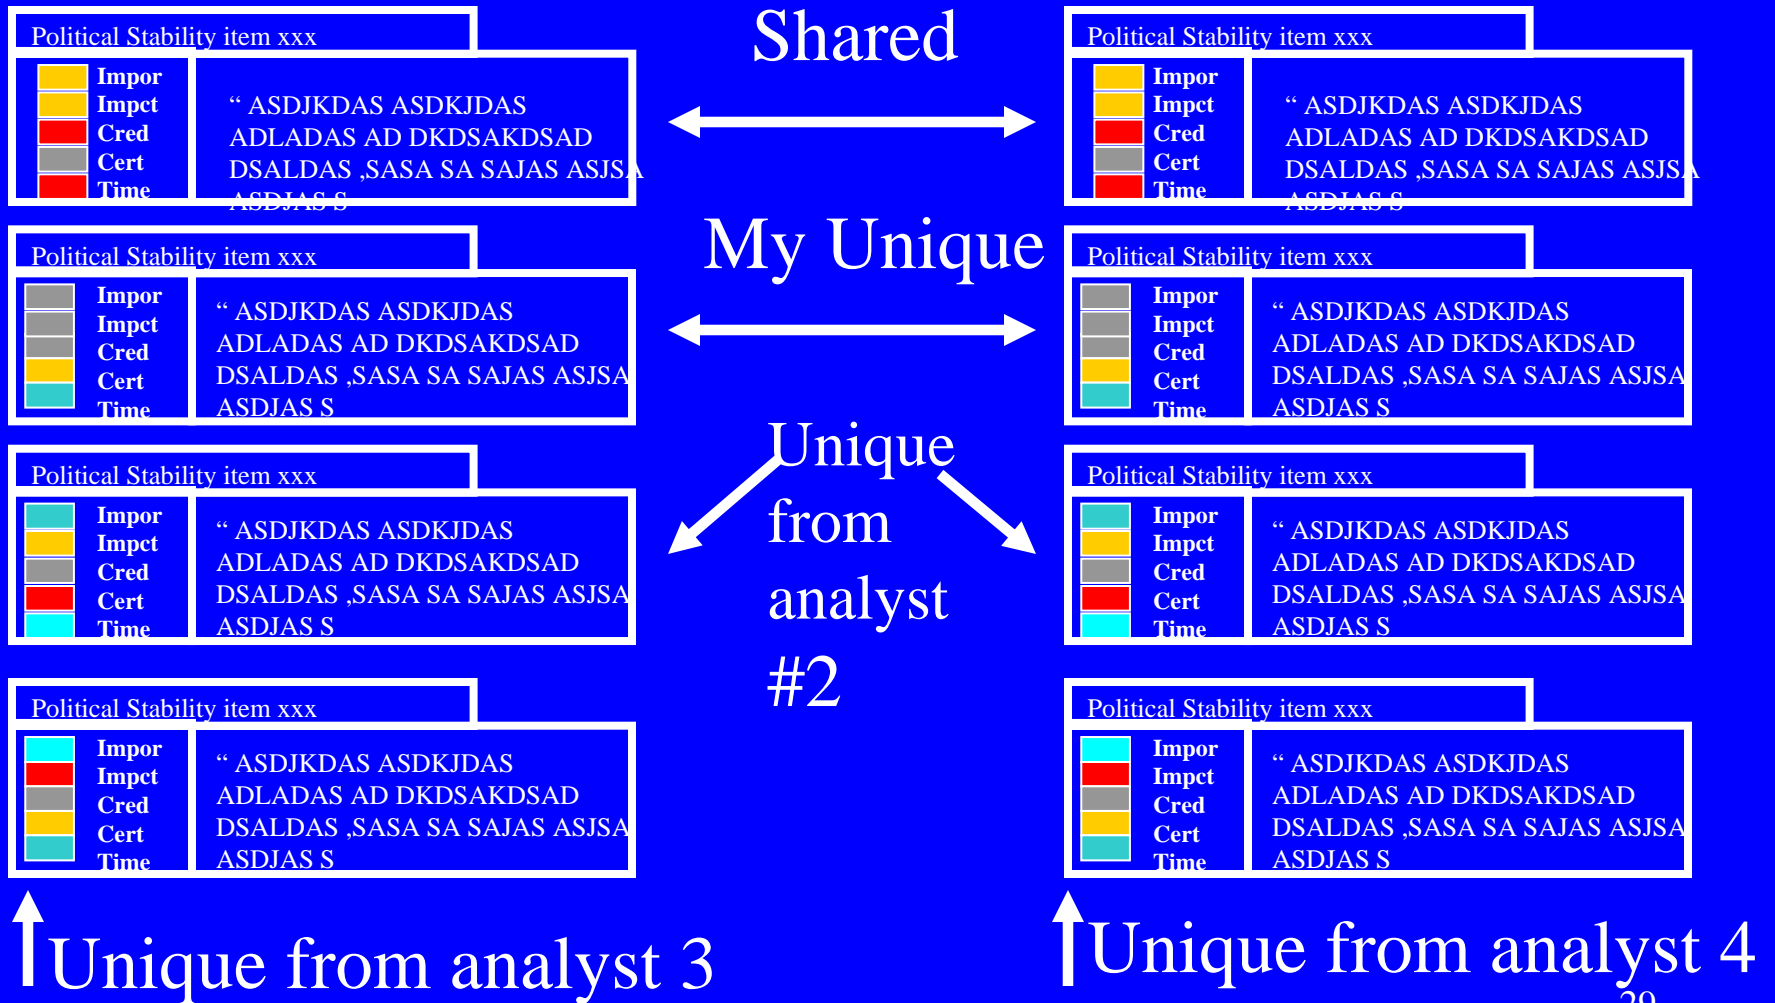 Political Stability item xxx
Impor
Impct
Cred
Cert
Time
“ ASDJKDAS ASDKJDAS
ADLADAS AD DKDSAKDSAD
DSALDAS ,SASA SA SAJAS ASJSA
ASDJAS S
Shared
Political Stability item xxx
Impor
Impct
Cred
Cert
Time
“ ASDJKDAS ASDKJDAS
ADLADAS AD DKDSAKDSAD
DSALDAS ,SASA SA SAJAS ASJSA
ASDJAS S
Political Stability item xxx
Impor
Impct
Cred
Cert
Time
“ ASDJKDAS ASDKJDAS
ADLADAS AD DKDSAKDSAD
DSALDAS ,SASA SA SAJAS ASJSA
ASDJAS S
My Unique
Political Stability item xxx
Impor
Impct
Cred
Cert
Time
“ ASDJKDAS ASDKJDAS
ADLADAS AD DKDSAKDSAD
DSALDAS ,SASA SA SAJAS ASJSA
ASDJAS S
Political Stability item xxx
Impor
Impct
Cred
Cert
Time
“ ASDJKDAS ASDKJDAS
ADLADAS AD DKDSAKDSAD
DSALDAS ,SASA SA SAJAS ASJSA
ASDJAS S
Unique
from
analyst
#2
Political Stability item xxx
Impor
Impct
Cred
Cert
Time
“ ASDJKDAS ASDKJDAS
ADLADAS AD DKDSAKDSAD
DSALDAS ,SASA SA SAJAS ASJSA
ASDJAS S
Political Stability item xxx
Impor
Impct
Cred
Cert
Time
“ ASDJKDAS ASDKJDAS
ADLADAS AD DKDSAKDSAD
DSALDAS ,SASA SA SAJAS ASJSA
ASDJAS S
Political Stability item xxx
Impor
Impct
Cred
Cert
Time
“ ASDJKDAS ASDKJDAS
ADLADAS AD DKDSAKDSAD
DSALDAS ,SASA SA SAJAS ASJSA
ASDJAS S
Unique from analyst 3
Unique from analyst 4